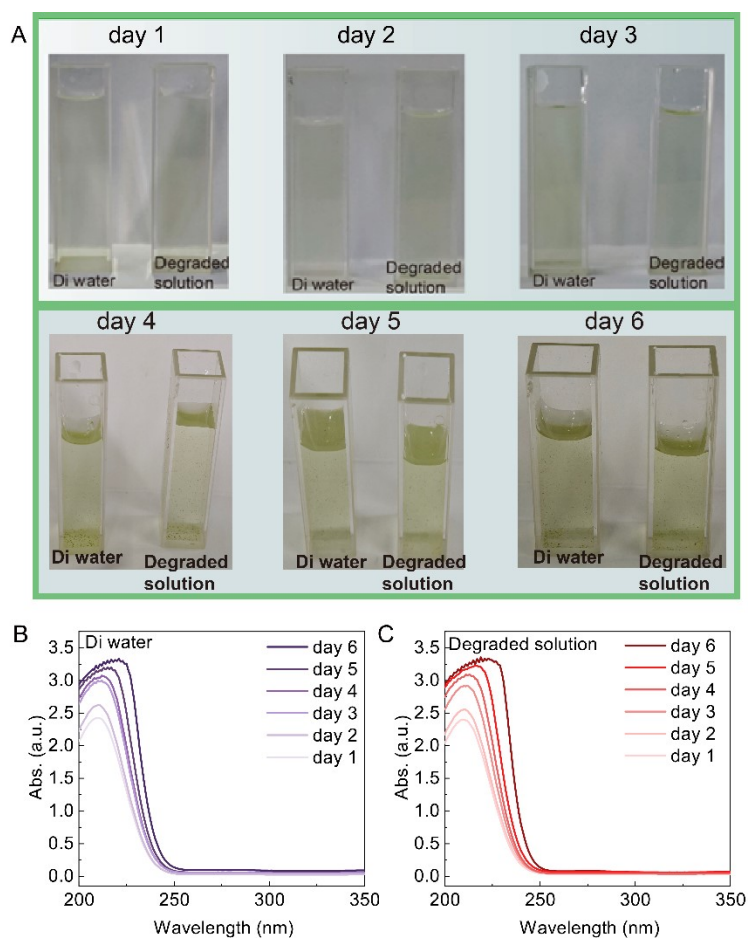 A
day 1
day 2
day 3
Di water
Degraded
solution
Di water
Degraded
solution
Di water
Degraded
solution
day 4
day 5
day 6
Di water
Degraded
solution
Di water
Degraded
solution
Di water
Degraded
solution
B
Di water
3.5
3.0
2.5
2.0
1.5
1.0
0.5
0.0
Abs. (a.u.)
day 6
day 5
day 4
day 3
day 2
day 1
200
250
300
350
Wavelength (nm)
C
Degraded solution
3.5
3.0
2.5
2.0
1.5
1.0
0.5
0.0
Abs. (a.u.)
day 6
day 5
day 4
day 3
day 2
day 1
200
250
300
350
Wavelength (nm)